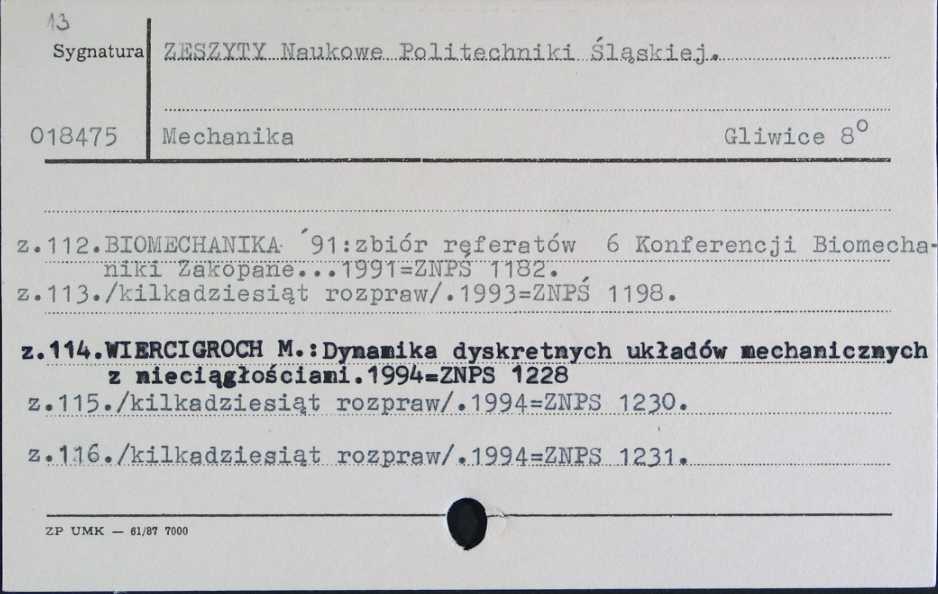 13
Sygnatura ZESZYTY Naukowe Politechniki Śląskiej.
018475 Mechanika Gliwice 8°
z.112.BIOMECHANIKA ´91:zbiór ręferatów 6 Konferencji Biomecha-
niki Zakopane...1991=ZNPŚ 1182.
z.113./kilkadziesiąt rozpraw/.1993=ZNPŚ 1198.
z.114.WIERCIGROCH M.:Dynamika dyskretnych układów mechanicznych
z nieciągłościami.1994=ZNPS 1228
z.115./kilkadziesiąt rozpraw/.1994=ZNPS 1230.
z.116./kilkadziesiąt rozpraw/.1994=ZNPS 1231.
ZP UMK — 61/87 7000